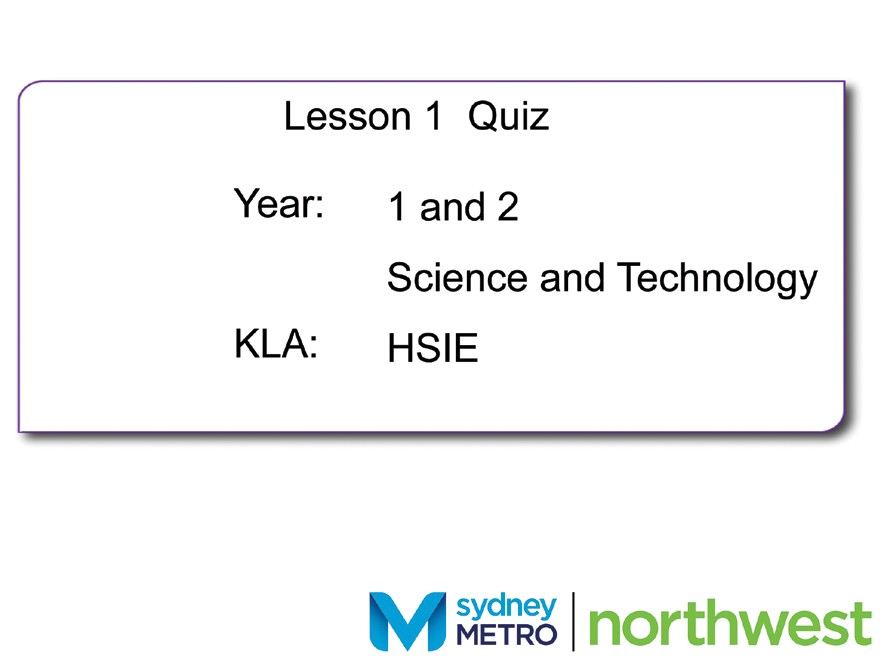 Lesson 1 Quiz
Year: 1 and 2
Science and Technology
KLA: HSIE
sydney METRO northwest